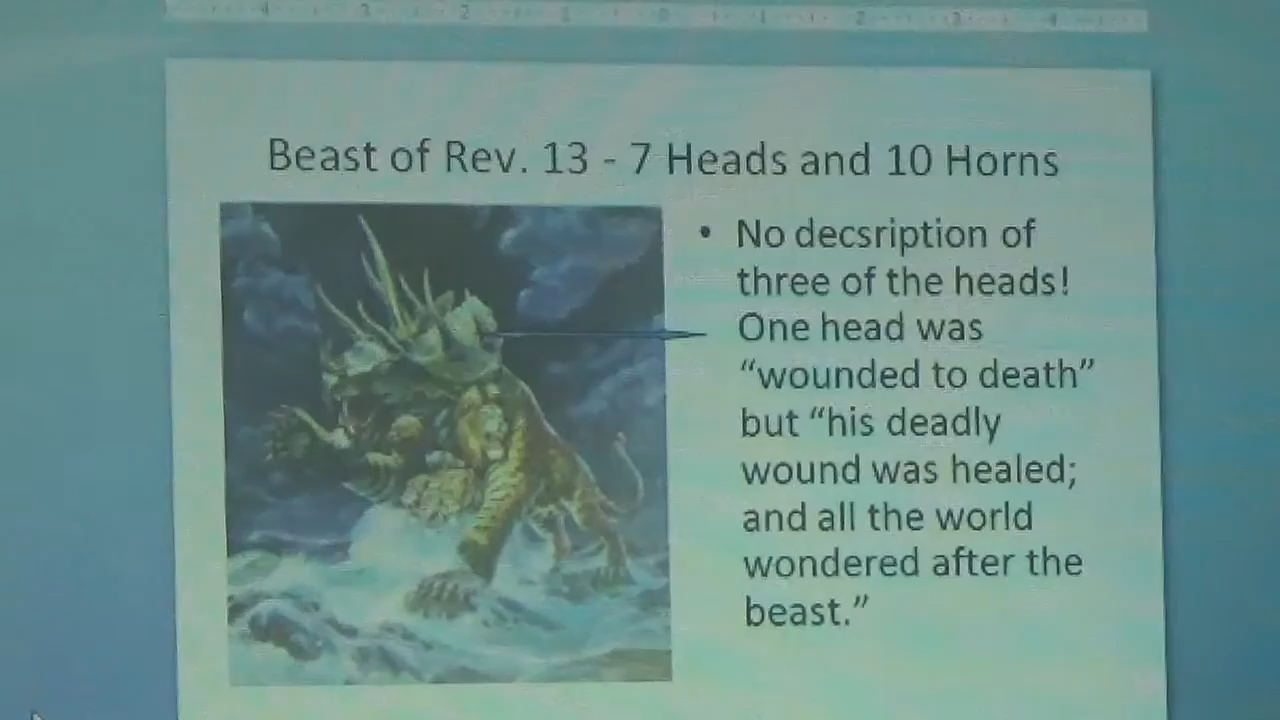 Beast of Rev. 13 - 7 Heads and 10 Horns
• No decsription of
three of the heads!
One head was
“wounded to death”
but “his deadly
wound was healed;
and all the world
wondered after the
beast.”